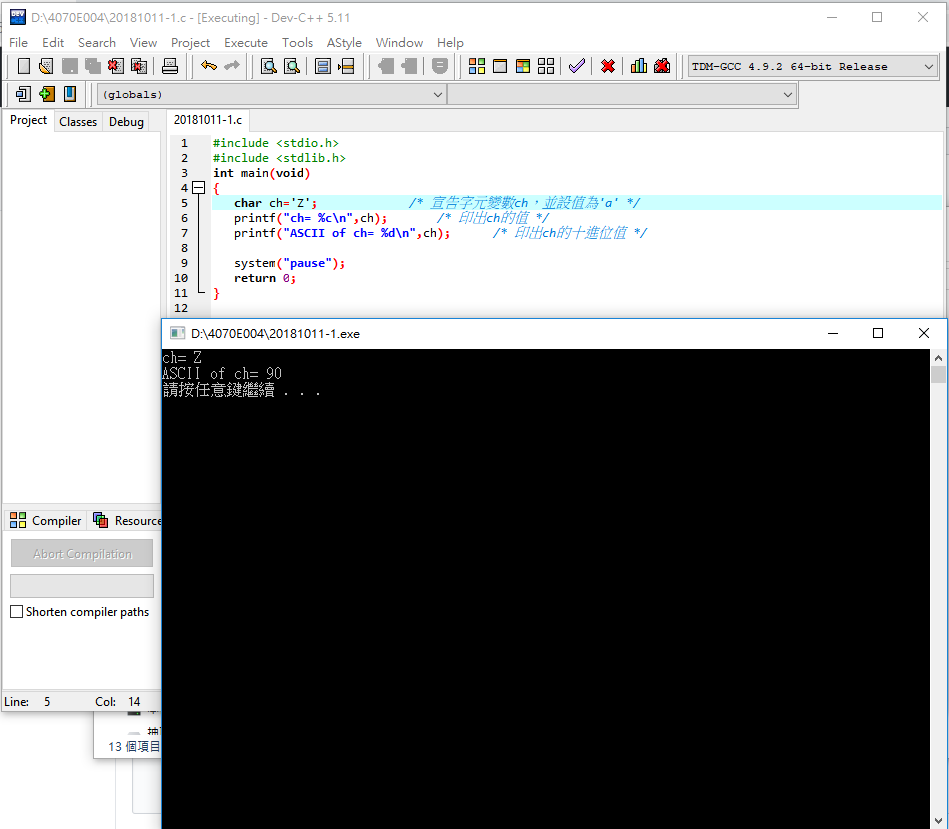 D:\4070E004\20181011-1.c - [Executing] - Dev-C++ 5.11
File Edit Search View Project Execute Tools AStyle Window Help
TDM-GCC 4.9.2 64-bit Release
(globals)
Project Classes Debug
20181011-1.c
1 #include <stdio.h>
2 #include <stdlib.h>
3 int main(void)
4 {
5 char ch='Z'; /* 宣告字元變數ch，並設值為'a' */
6 printf("ch= %c\n",ch); /* 印出ch的值 */
7 printf("ASCII of ch= %d\n",ch); /* 印出ch的十進位值 */
8
9 system("pause");
10 return 0;
11 }
12
D:\4070E004\20181011-1.exe
ch= Z
ASCII of ch= 90
請按任意鍵繼續 . . .
Compiler Resource
Abort Compilation
Shorten compiler paths
Line: 5 Col: 14
13 個項目